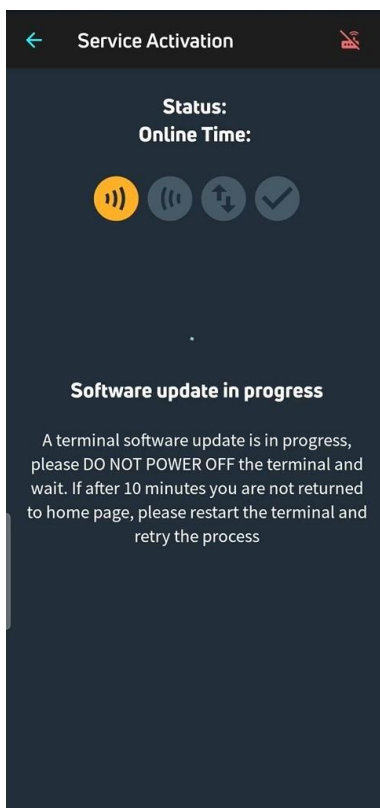 Service Activation
Status:
Online Time:
Software update in progress
A terminal software update is in progress,
please DO NOT POWER OFF the terminal and
wait. If after 10 minutes you are not returned
to home page, please restart the terminal and
retry the process